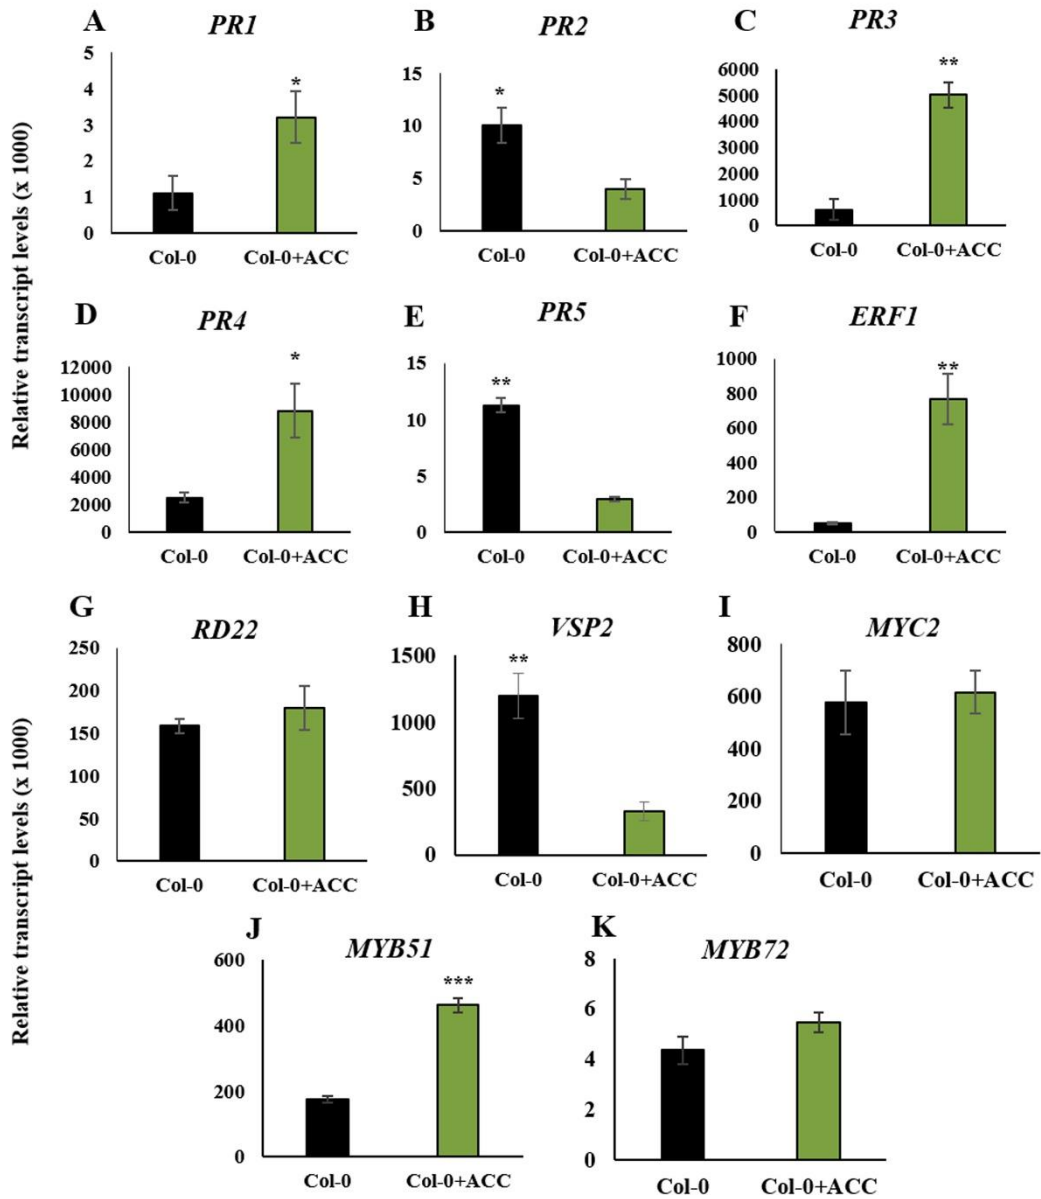 A PR1
B PR2
C PR3
Relative transcript levels (x 1000)
5
4
3
2
1
0
*
Col-0 Col-0+ACC
15
10
5
0
*
Col-0 Col-0+ACC
6000
5000
4000
3000
2000
1000
0
**
Col-0 Col-0+ACC
D PR4
E PR5
F ERF1
12000
10000
8000
6000
4000
2000
0
*
Col-0 Col-0+ACC
15
10
5
0
**
Col-0 Col-0+ACC
1000
800
600
400
200
0
**
Col-0 Col-0+ACC
G RD22
H VSP2
I MYC2
Relative transcript levels (x 1000)
250
200
150
100
50
0
Col-0 Col-0+ACC
1500
1000
500
0
**
Col-0 Col-0+ACC
800
600
400
200
0
Col-0 Col-0+ACC
J MYB51
K MYB72
600
400
200
0
***
Col-0 Col-0+ACC
8
6
4
2
0
Col-0 Col-0+ACC